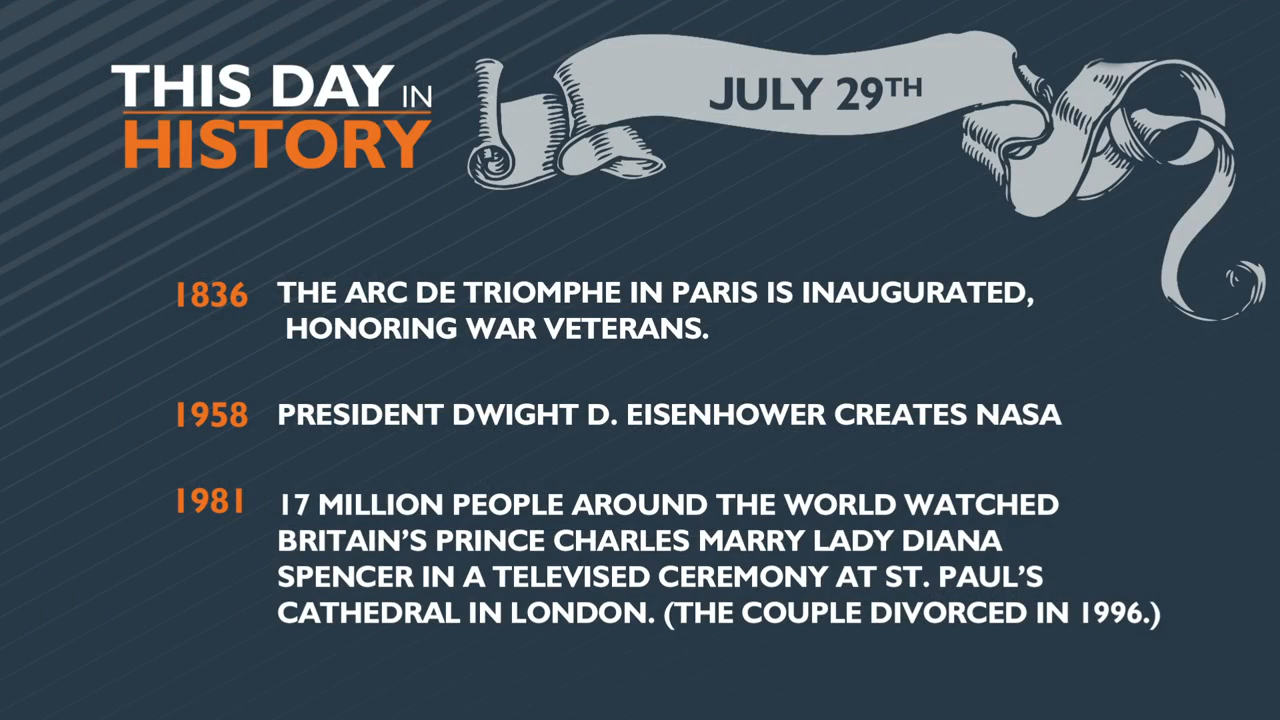 THIS DAY IN
HISTORY
JULY 29TH
1836 THE ARC DE TRIOMPHE IN PARIS IS INAUGURATED,
HONORING WAR VETERANS.
1958 PRESIDENT DWIGHT D. EISENHOWER CREATES NASA
1981 17 MILLION PEOPLE AROUND THE WORLD WATCHED
BRITAIN'S PRINCE CHARLES MARRY LADY DIANA
SPENCER IN A TELEVISED CEREMONY AT ST. PAUL'S
CATHEDRAL IN LONDON. (THE COUPLE DIVORCED IN 1996.)